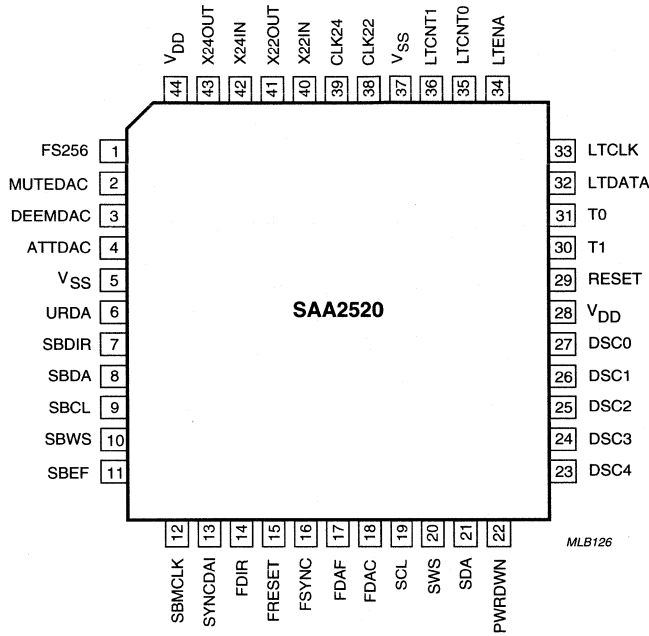 VDD X24OUT X24IN X22OUT X22IN CLK24 CLK22 VSS LTCNT1 LTCNT0 LTENA
44 43 42 41 40 39 38 37 36 35 34
FS256 1 33 LTCLK
MUTEDAC 2 32 LTDATA
DEEMDAC 3 31 T0
ATTDAC 4 30 T1
VSS 5 29 RESET
URDA 6 SAA2520 28 VDD
SBDIR 7 27 DSC0
SBDA 8 26 DSC1
SBCL 9 25 DSC2
SBWS 10 24 DSC3
SBEF 11 23 DSC4
12 13 14 15 16 17 18 19 20 21 22
SBMCLK SYNCDAI FDIR FRESET FSYNC FDAF FDAC SCL SWS SDA PWRDWN
MLB126